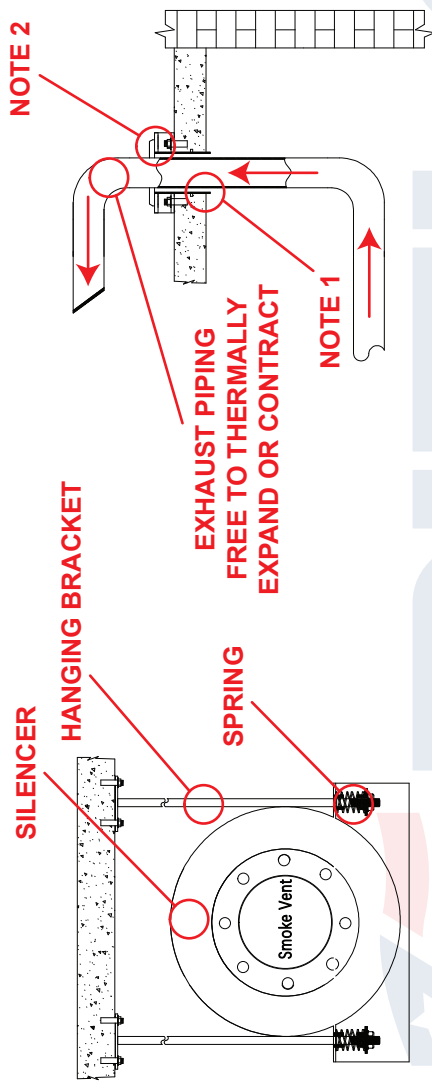 SILENCER
HANGING BRACKET
SPRING
Smoke Vent
EXHAUST PIPING
FREE TO THERMALLY
EXPAND OR CONTRACT
NOTE 1
NOTE 2